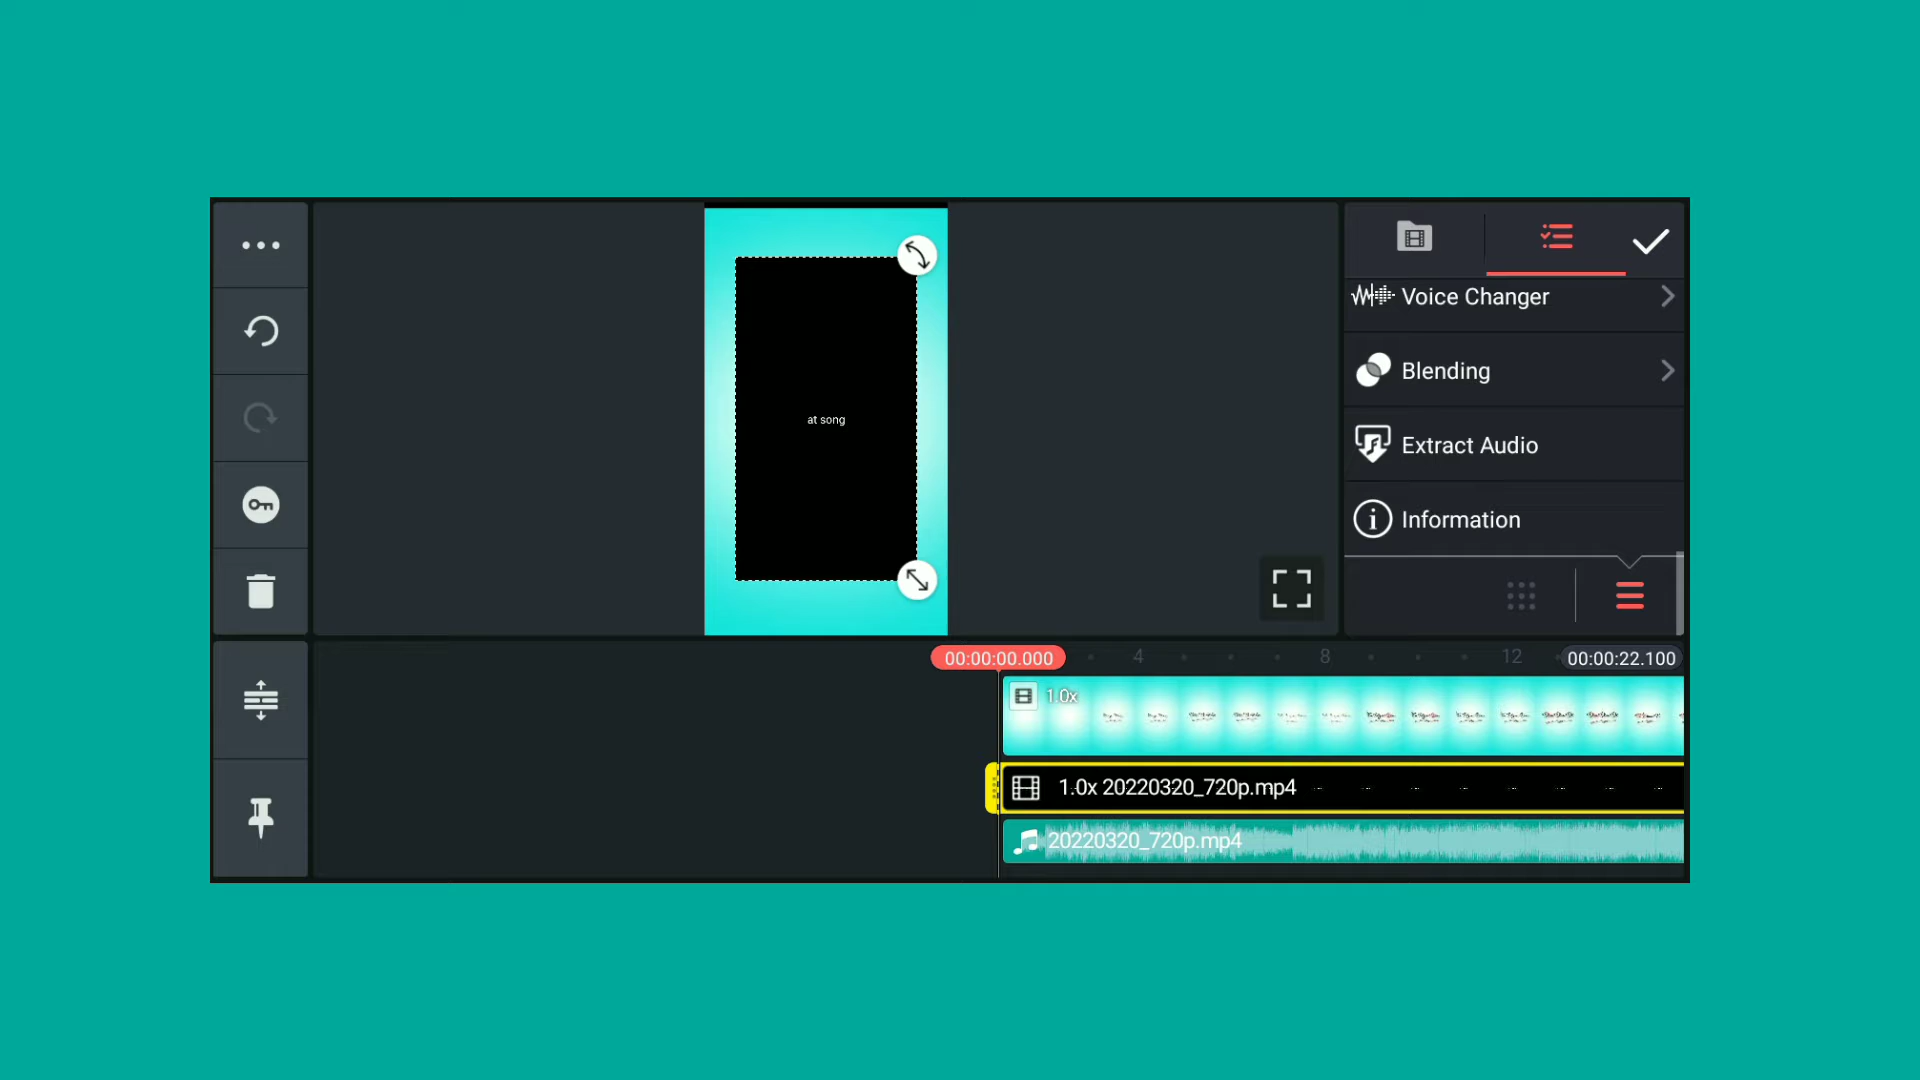 Voice Changer
Blending
at song
Extract Audio
Information
00:00:00.000
4
8
12
00:00:22.100
1.0x
1.0x 20220320_720p.mp4
20220320_720p.mp4